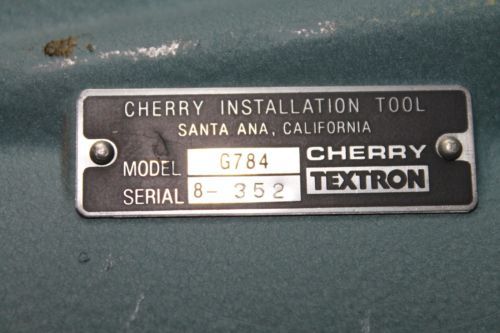 CHERRY INSTALLATION TOOL
SANTA ANA, CALIFORNIA
MODEL G784 CHERRY
SERIAL 8- 352 TEXTRON